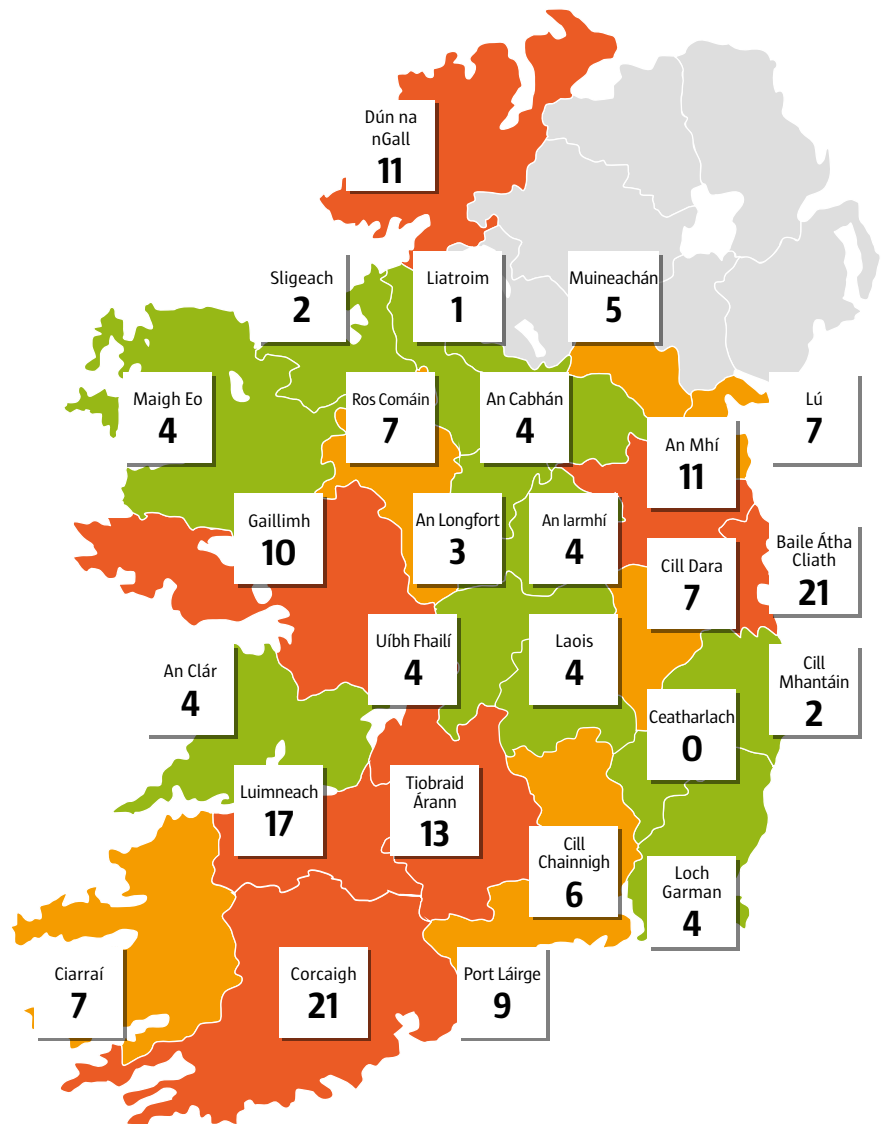 Dún na
nGall
11
Sligeach
2
Liatroim
1
Muineachán
5
Maigh Eo
4
Ros Comáin
7
An Cabhán
4
Lú
7
An Mhí
11
Gaillimh
10
An Longfort
3
An Iarmhí
4
Cill Dara
7
Baile Átha
Cliath
21
Uíbh Fhailí
4
Laois
4
An Clár
4
Cill
Mhantáin
2
Ceatharlach
0
Luimneach
17
Tiobraid
Árann
13
Cill
Chainnigh
6
Loch
Garman
4
Ciarraí
7
Corcaigh
21
Port Láirge
9